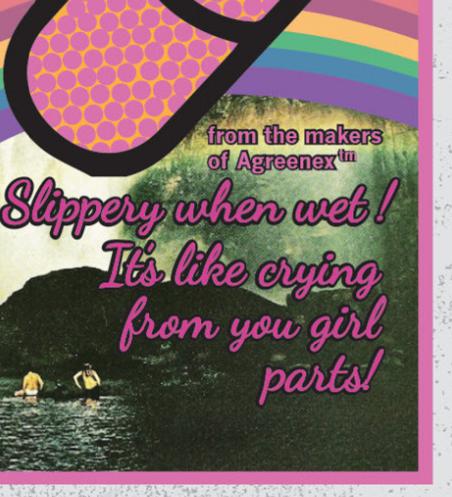 from the makers
of Agreenex tm
Slippery when wet!
It's like crying
from you girl
parts!